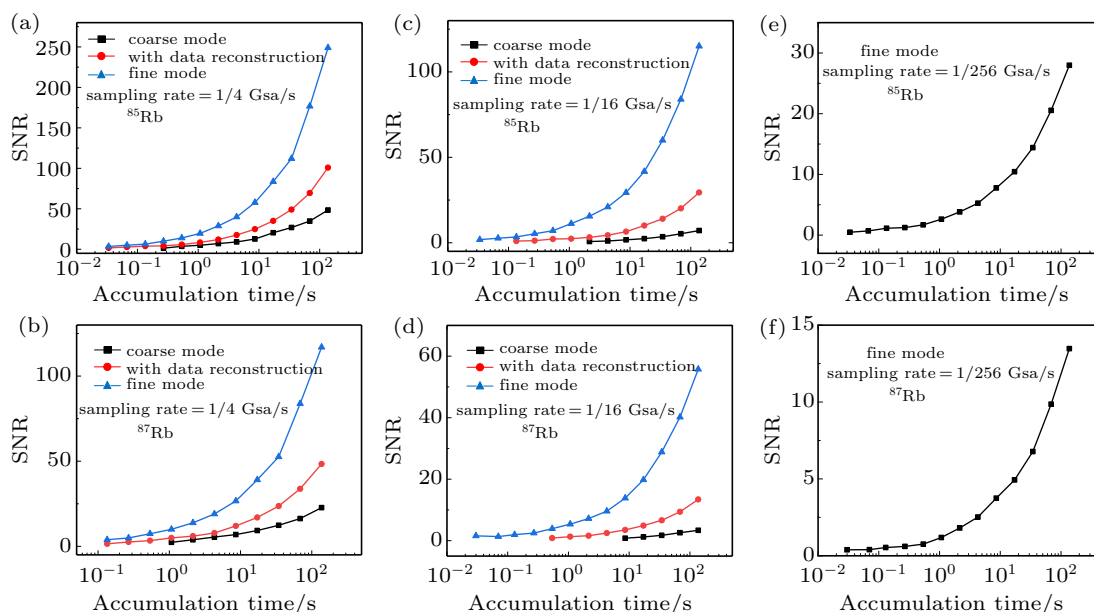 (a)
coarse mode
with data reconstruction
fine mode
sampling rate = 1/4 Gsa/s
⁸⁵Rb
SNR
250
200
150
100
50
0
10⁻² 10⁻¹ 10⁰ 10¹ 10² 10³
Accumulation time/s
(c)
coarse mode
with data reconstruction
fine mode
sampling rate = 1/16 Gsa/s
⁸⁵Rb
SNR
100
50
0
10⁻² 10⁻¹ 10⁰ 10¹ 10² 10³
Accumulation time/s
(e)
fine mode
sampling rate = 1/256 Gsa/s
⁸⁵Rb
SNR
30
20
10
0
10⁻² 10⁻¹ 10⁰ 10¹ 10² 10³
Accumulation time/s
(b)
coarse mode
with data reconstruction
fine mode
sampling rate = 1/4 Gsa/s
⁸⁷Rb
SNR
100
50
0
10⁻¹ 10⁰ 10¹ 10² 10³
Accumulation time/s
(d)
coarse mode
with data reconstruction
fine mode
sampling rate = 1/16 Gsa/s
⁸⁷Rb
SNR
60
40
20
0
10⁻² 10⁻¹ 10⁰ 10¹ 10² 10³
Accumulation time/s
(f)
fine mode
sampling rate = 1/256 Gsa/s
⁸⁷Rb
SNR
15
10
5
0
10⁻² 10⁻¹ 10⁰ 10¹ 10² 10³
Accumulation time/s